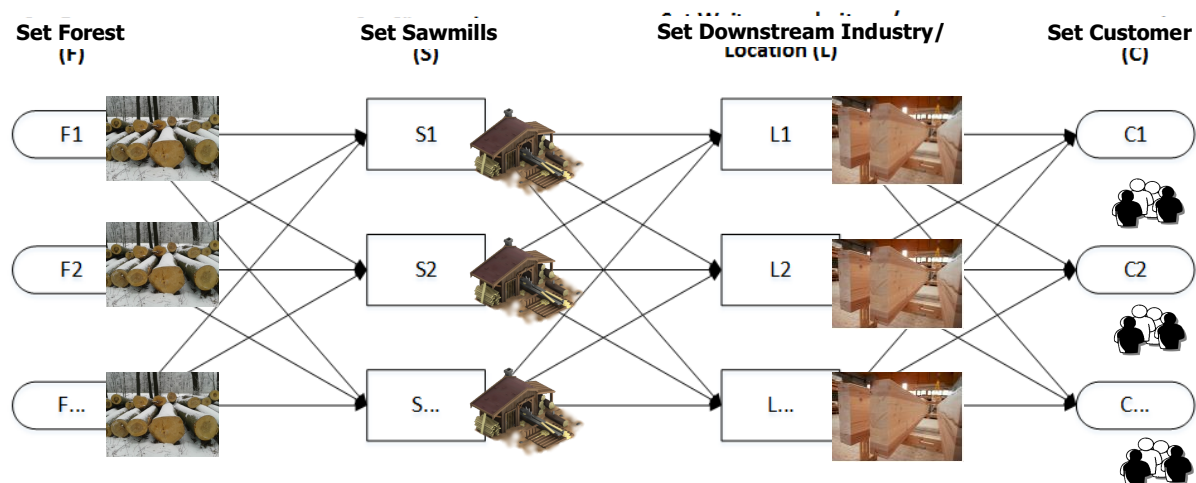 Set Forest
(F)
Set Sawmills
(S)
Set Downstream Industry/
Location (L)
Set Customer
(C)
F1
S1
L1
C1
F2
S2
L2
C2
F...
S...
L...
C...